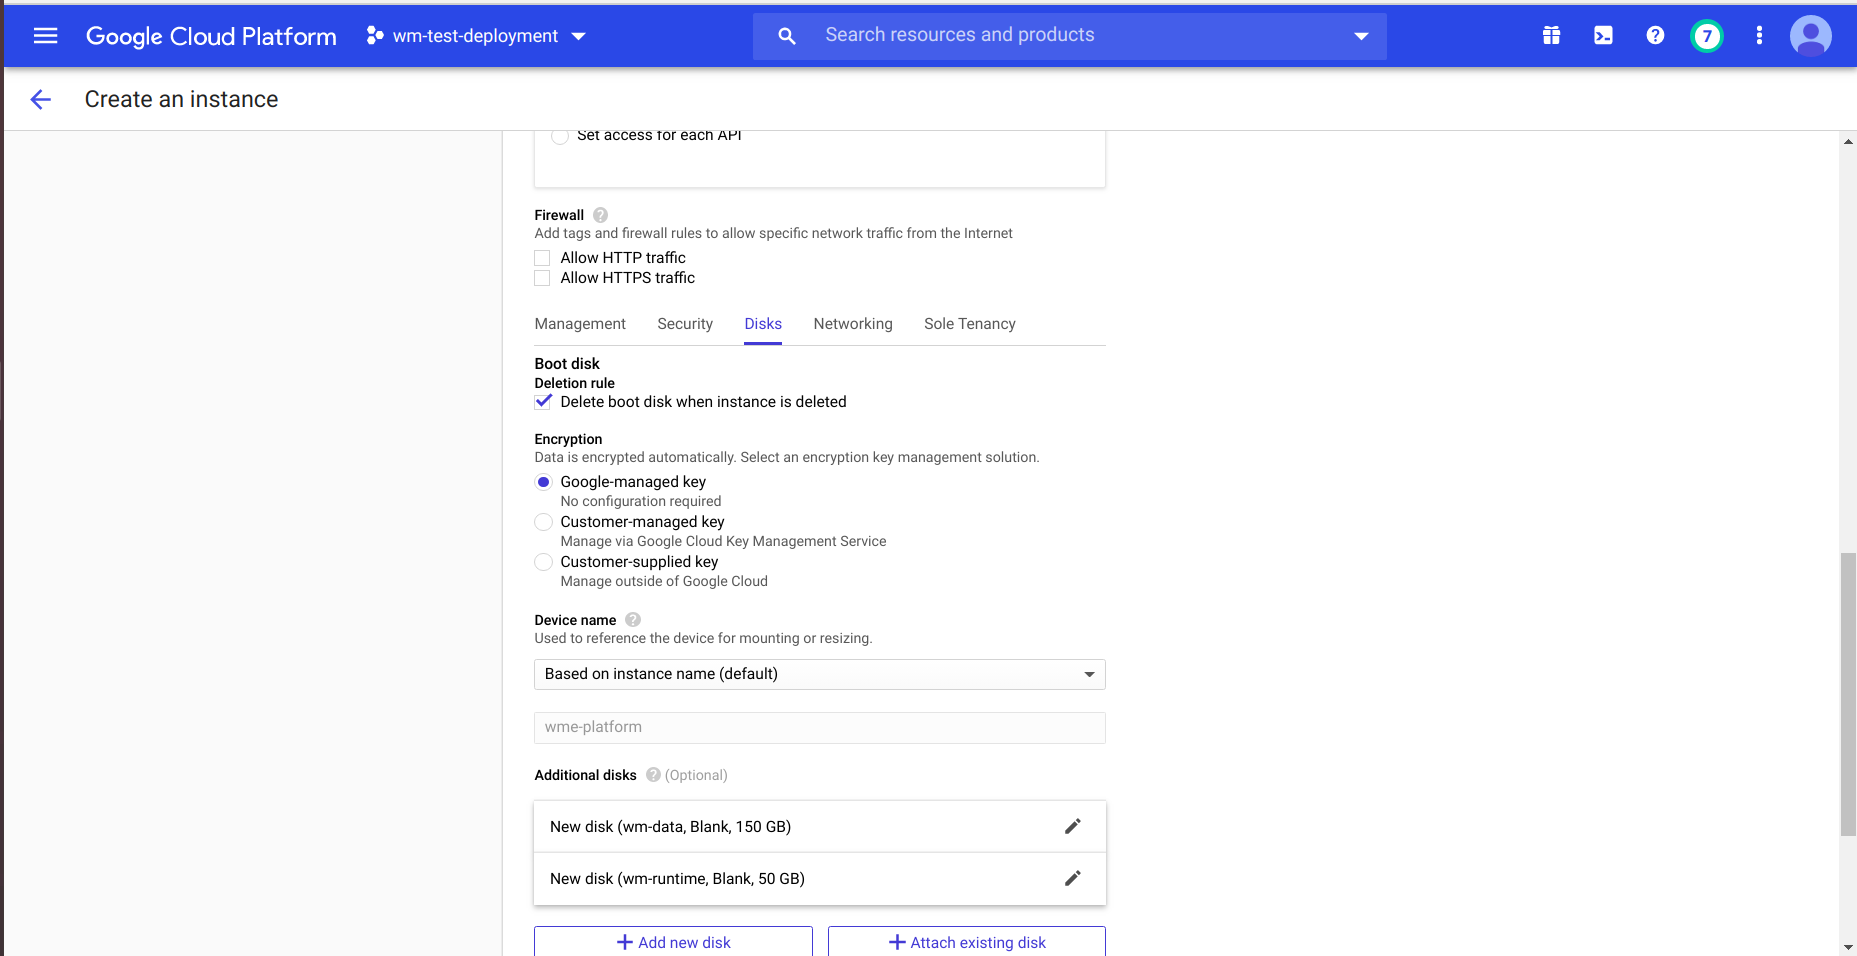 Google Cloud Platform
wm-test-deployment
Search resources and products
?
7
Create an instance
Set access for each API
Firewall ?
Add tags and firewall rules to allow specific network traffic from the Internet
Allow HTTP traffic
Allow HTTPS traffic
Management Security Disks Networking Sole Tenancy
Boot disk
Deletion rule
Delete boot disk when instance is deleted
Encryption
Data is encrypted automatically. Select an encryption key management solution.
Google-managed key
No configuration required
Customer-managed key
Manage via Google Cloud Key Management Service
Customer-supplied key
Manage outside of Google Cloud
Device name ?
Used to reference the device for mounting or resizing.
Based on instance name (default)
wme-platform
Additional disks ? (Optional)
New disk (wm-data, Blank, 150 GB)
New disk (wm-runtime, Blank, 50 GB)
+ Add new disk
+ Attach existing disk